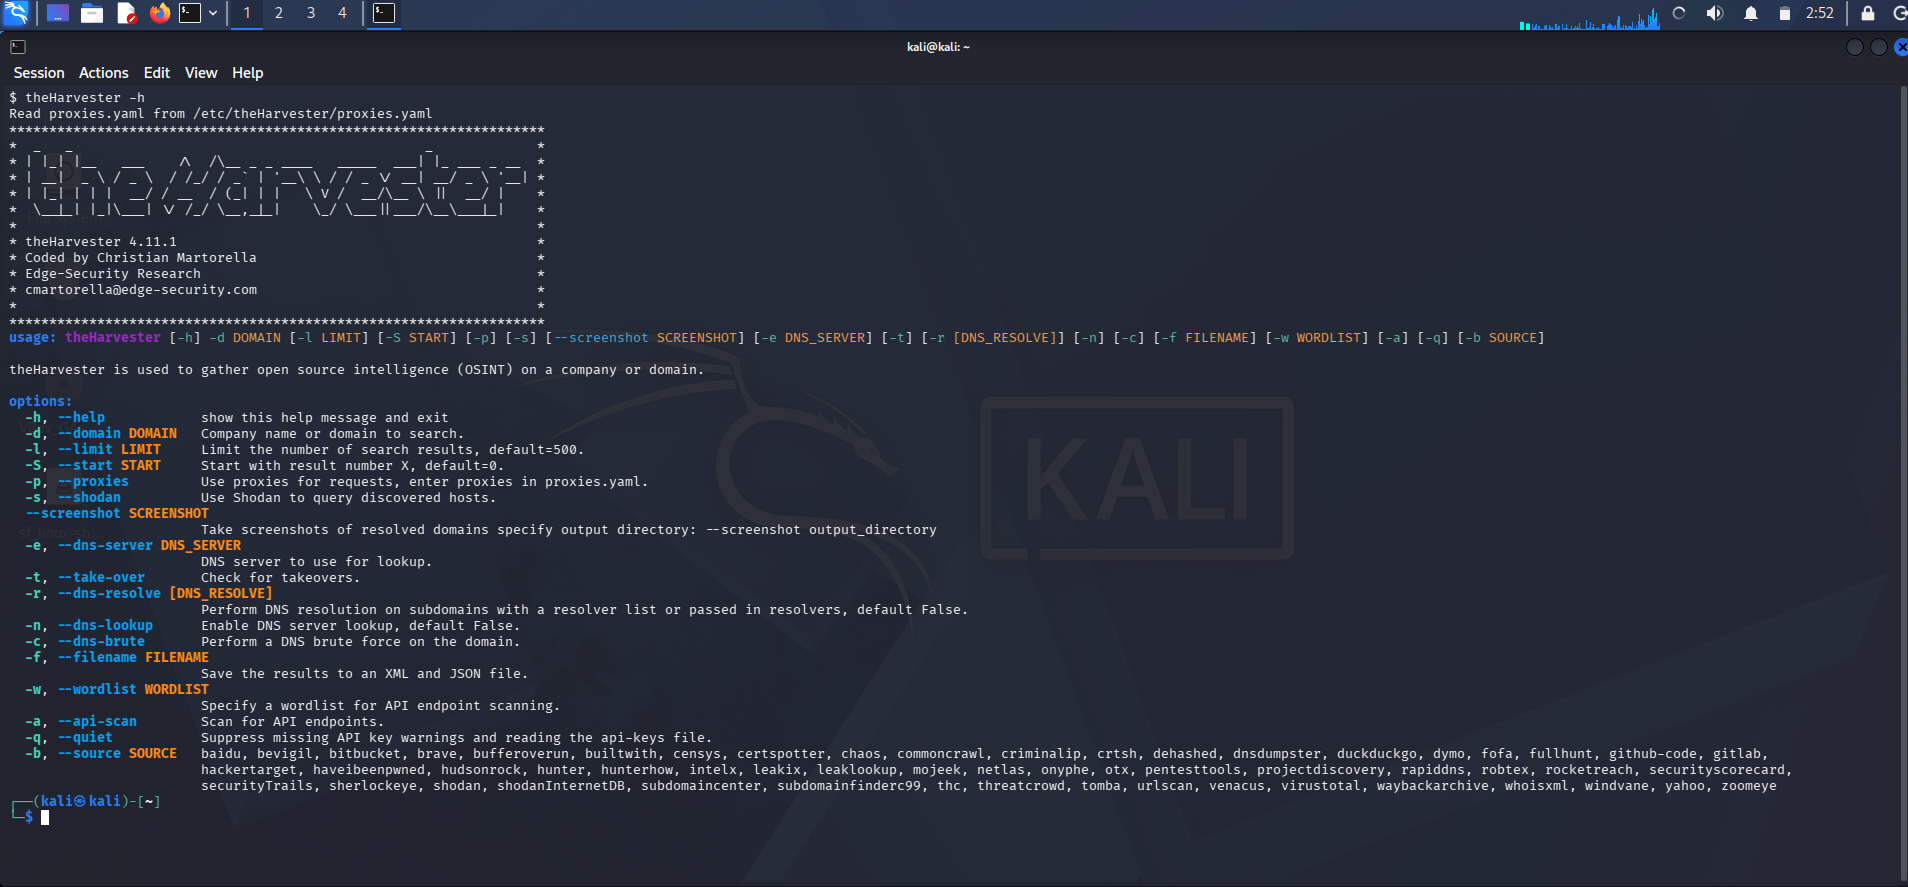 1 2 3 4 2:52
kali@kali: ~
Session Actions Edit View Help
$ theHarvester -h
Read proxies.yaml from /etc/theHarvester/proxies.yaml
*******************************************************************
* theHarvester 4.11.1 *
* Coded by Christian Martorella *
* Edge-Security Research *
* cmartorella@edge-security.com *
* *
*******************************************************************
usage: theHarvester [-h] -d DOMAIN [-l LIMIT] [-S START] [-p] [-s] [--screenshot SCREENSHOT] [-e DNS_SERVER] [-t] [-r [DNS_RESOLVE]] [-n] [-c] [-f FILENAME] [-w WORDLIST] [-a] [-q] [-b SOURCE]
theHarvester is used to gather open source intelligence (OSINT) on a company or domain.
options:
-h, --help show this help message and exit
-d, --domain DOMAIN Company name or domain to search.
-l, --limit LIMIT Limit the number of search results, default=500.
-S, --start START Start with result number X, default=0.
-p, --proxies Use proxies for requests, enter proxies in proxies.yaml.
-s, --shodan Use Shodan to query discovered hosts.
--screenshot SCREENSHOT
Take screenshots of resolved domains specify output directory: --screenshot output_directory
-e, --dns-server DNS_SERVER
DNS server to use for lookup.
-t, --take-over Check for takeovers.
-r, --dns-resolve [DNS_RESOLVE]
Perform DNS resolution on subdomains with a resolver list or passed in resolvers, default False.
-n, --dns-lookup Enable DNS server lookup, default False.
-c, --dns-brute Perform a DNS brute force on the domain.
-f, --filename FILENAME
Save the results to an XML and JSON file.
-w, --wordlist WORDLIST
Specify a wordlist for API endpoint scanning.
-a, --api-scan Scan for API endpoints.
-q, --quiet Suppress missing API key warnings and reading the api-keys file.
-b, --source SOURCE baidu, bevigil, bitbucket, brave, bufferoverun, builtwith, censys, certspotter, chaos, commoncrawl, criminalip, crtsh, dehashed, dnsdumpster, duckduckgo, dymo, fofa, fullhunt, github-code, gitlab,
hackertarget, haveibeenpwned, hudsonrock, hunter, hunterhow, intelx, leakix, leaklookup, mojeek, netlas, onyphe, otx, pentesttools, projectdiscovery, rapiddns, robtex, rocketreach, securityscorecard,
securityTrails, sherlockeye, shodan, shodanInternetDB, subdomaincenter, subdomainfinderc99, thc, threatcrowd, tomba, urlscan, venacus, virustotal, waybackarchive, whoisxml, windvane, yahoo, zoomeye
┌──(kali㉿kali)-[~]
└─$
KALI